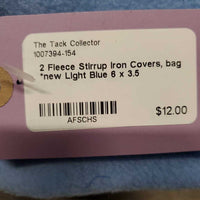 The Tack Collector
1007394-154
2 Fleece Stirrup Iron Covers, bag
*new Light Blue 6 x 3.5
$12.00
AFSCHS